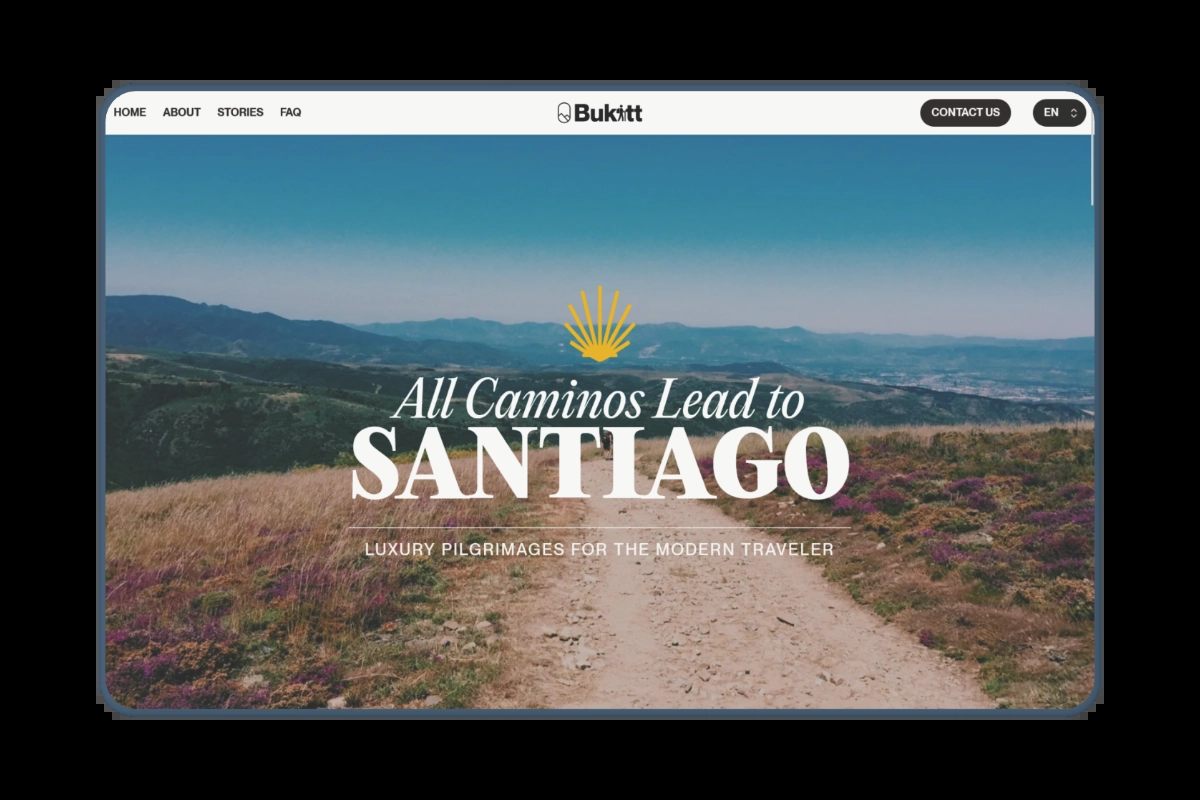 HOME ABOUT STORIES FAQ Bukitt CONTACT US EN
All Caminos Lead to
SANTIAGO
LUXURY PILGRIMAGES FOR THE MODERN TRAVELER